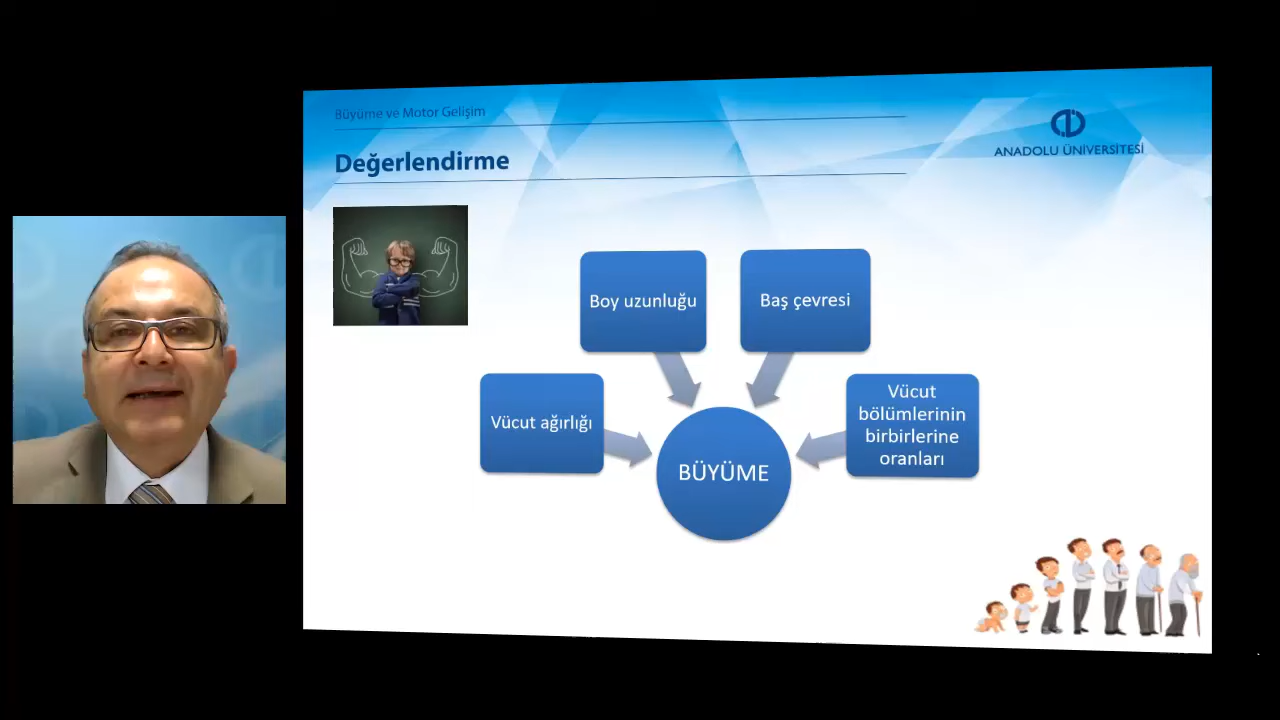 Büyüme ve Motor Gelişim
Değerlendirme
ANADOLU ÜNİVERSİTESİ
Boy uzunluğu
Baş çevresi
Vücut ağırlığı
Vücut
bölümlerinin
birbirlerine
oranları
BÜYÜME